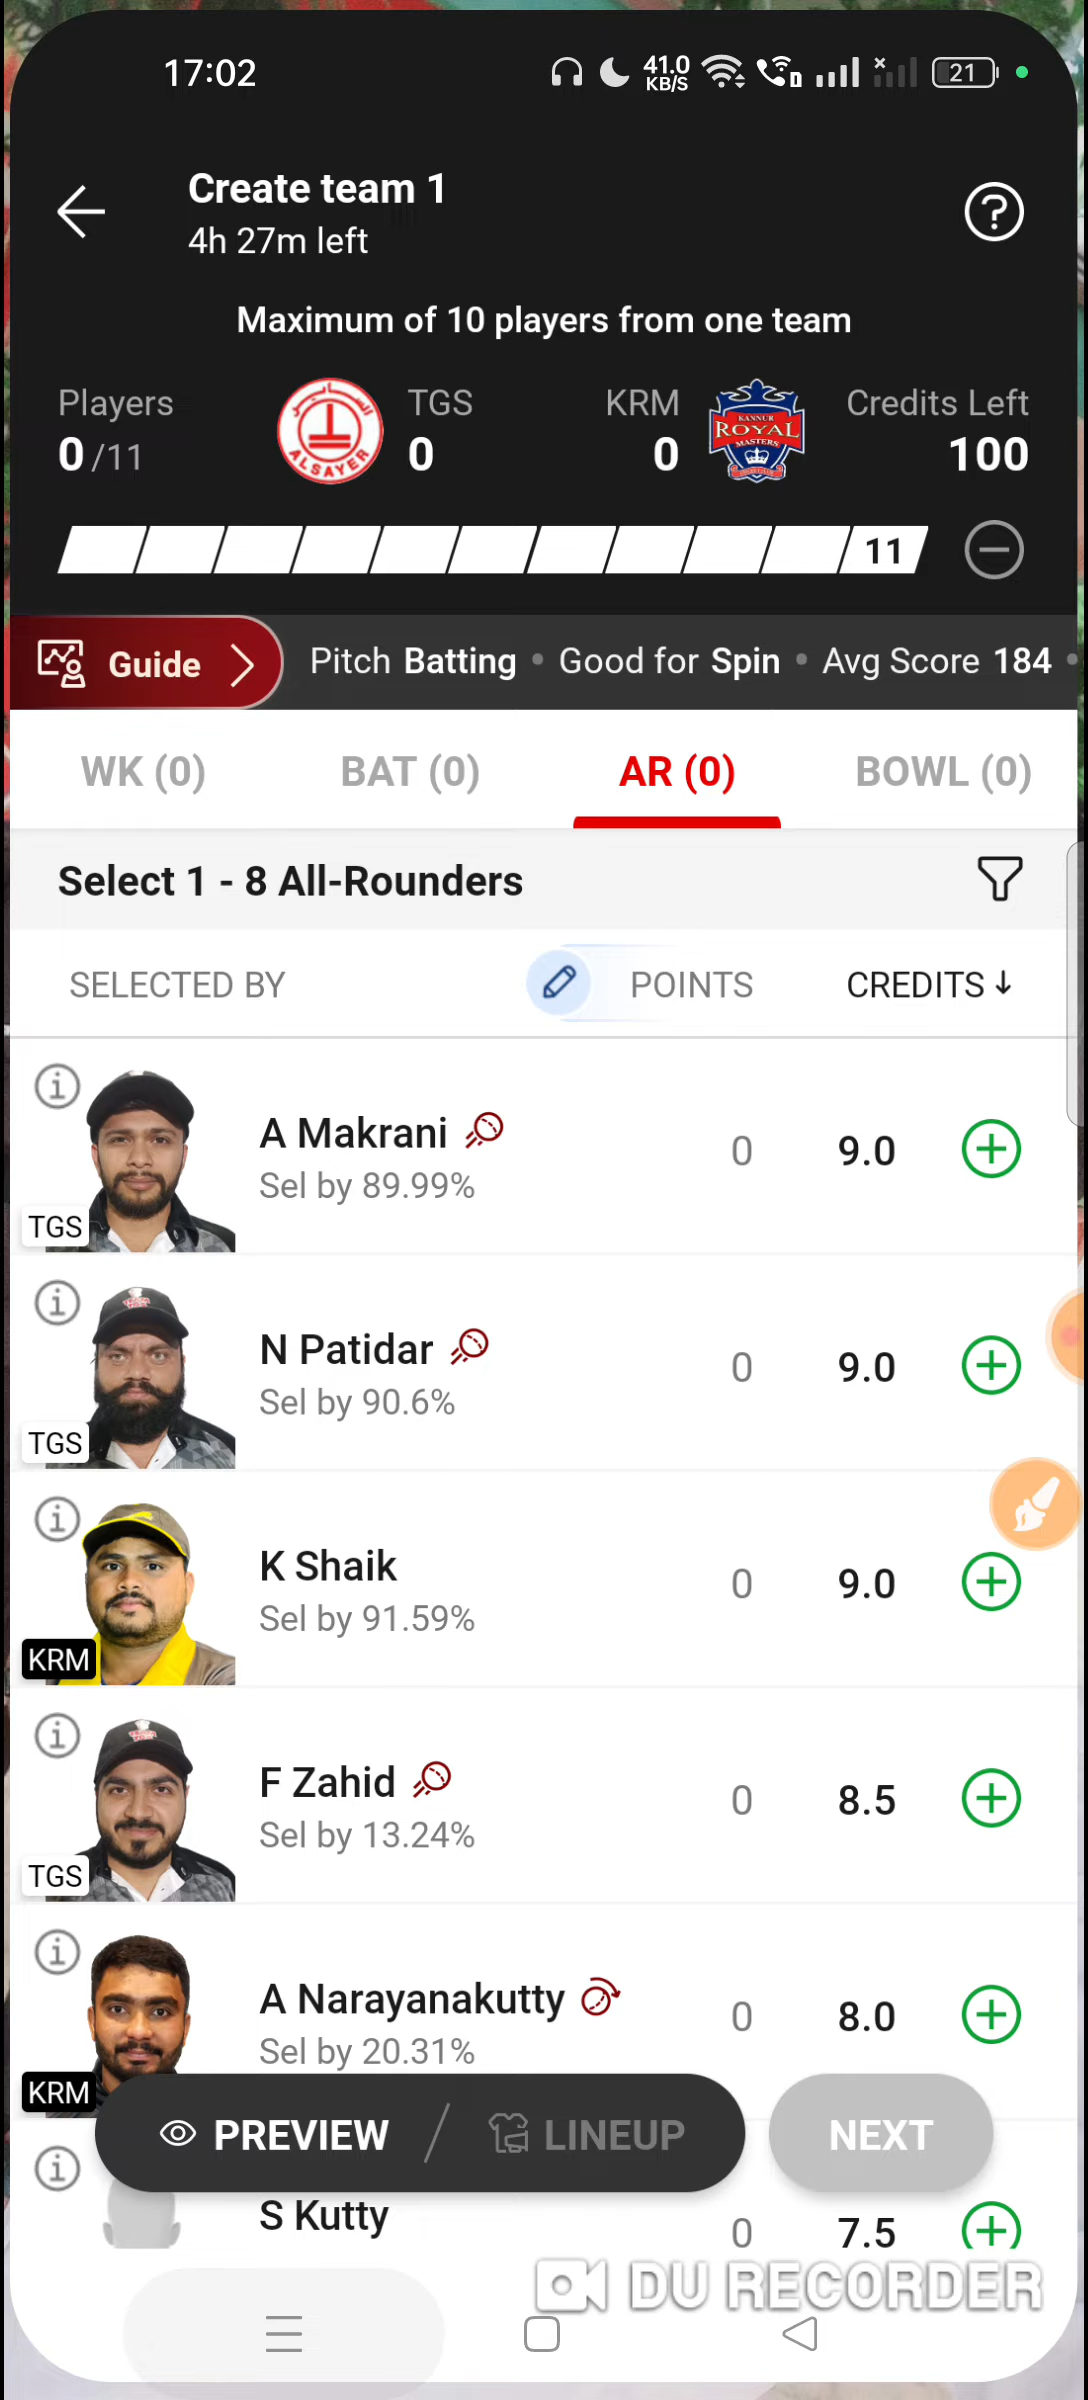 17:02
41.0
KB/S
21
Create team 1
4h 27m left
Maximum of 10 players from one team
Players
0 /11
السـايـر
ALSAYER
TGS
0
KRM
0
KANNUR
ROYAL
MASTERS
Credits Left
100
11
Guide
Pitch Batting • Good for Spin • Avg Score 184 •
WK (0)
BAT (0)
AR (0)
BOWL (0)
Select 1 - 8 All-Rounders
SELECTED BY
POINTS
CREDITS ↓
A Makrani
Sel by 89.99%
0
9.0
TGS
N Patidar
Sel by 90.6%
0
9.0
TGS
K Shaik
Sel by 91.59%
0
9.0
KRM
F Zahid
Sel by 13.24%
0
8.5
TGS
A Narayanakutty
Sel by 20.31%
0
8.0
KRM
PREVIEW / LINEUP
NEXT
S Kutty
0
7.5
DU RECORDER